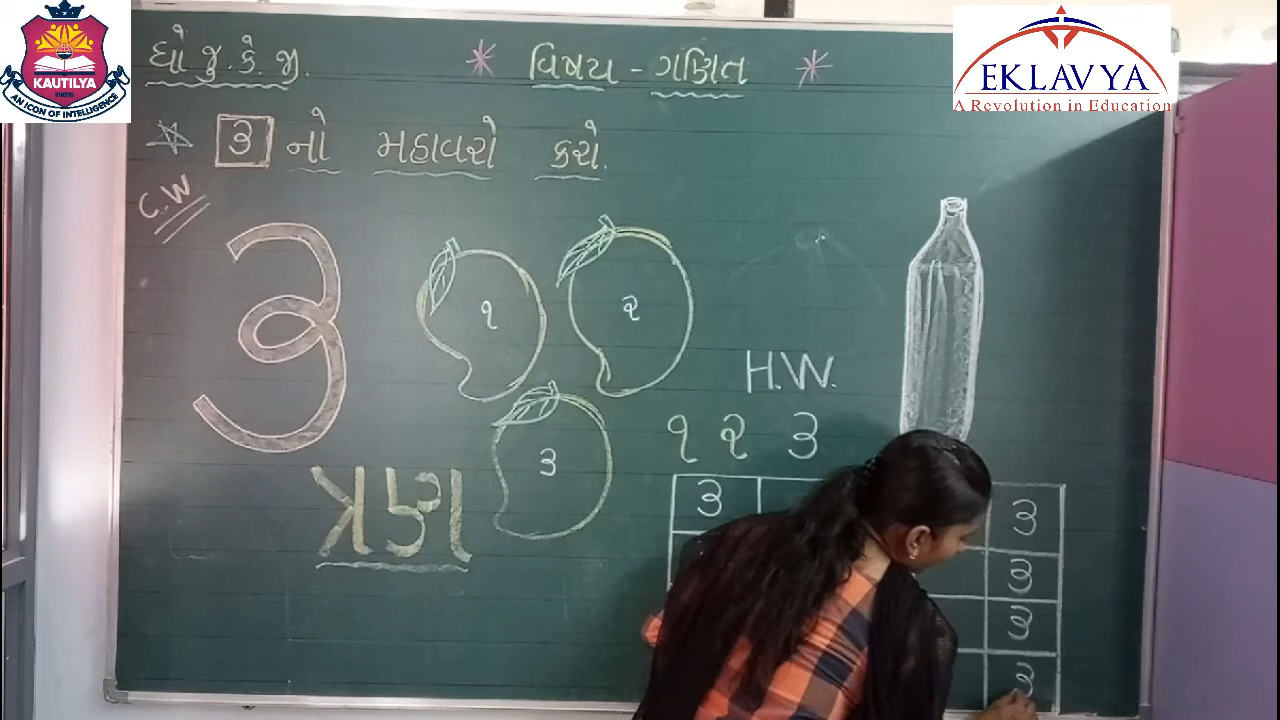 KAUTILYA
AN ICON OF INTELLIGENCE
EKLAVYA
A Revolution in Education
ધો જુ.કે.જી.
વિષય - ગણિત
૩ નો મહાવરો કરો.
C.W
૩
૧
૨
૩
ત્રણ
H.W.
૧ ૨ ૩
૩ ૩
૩
૩
૩